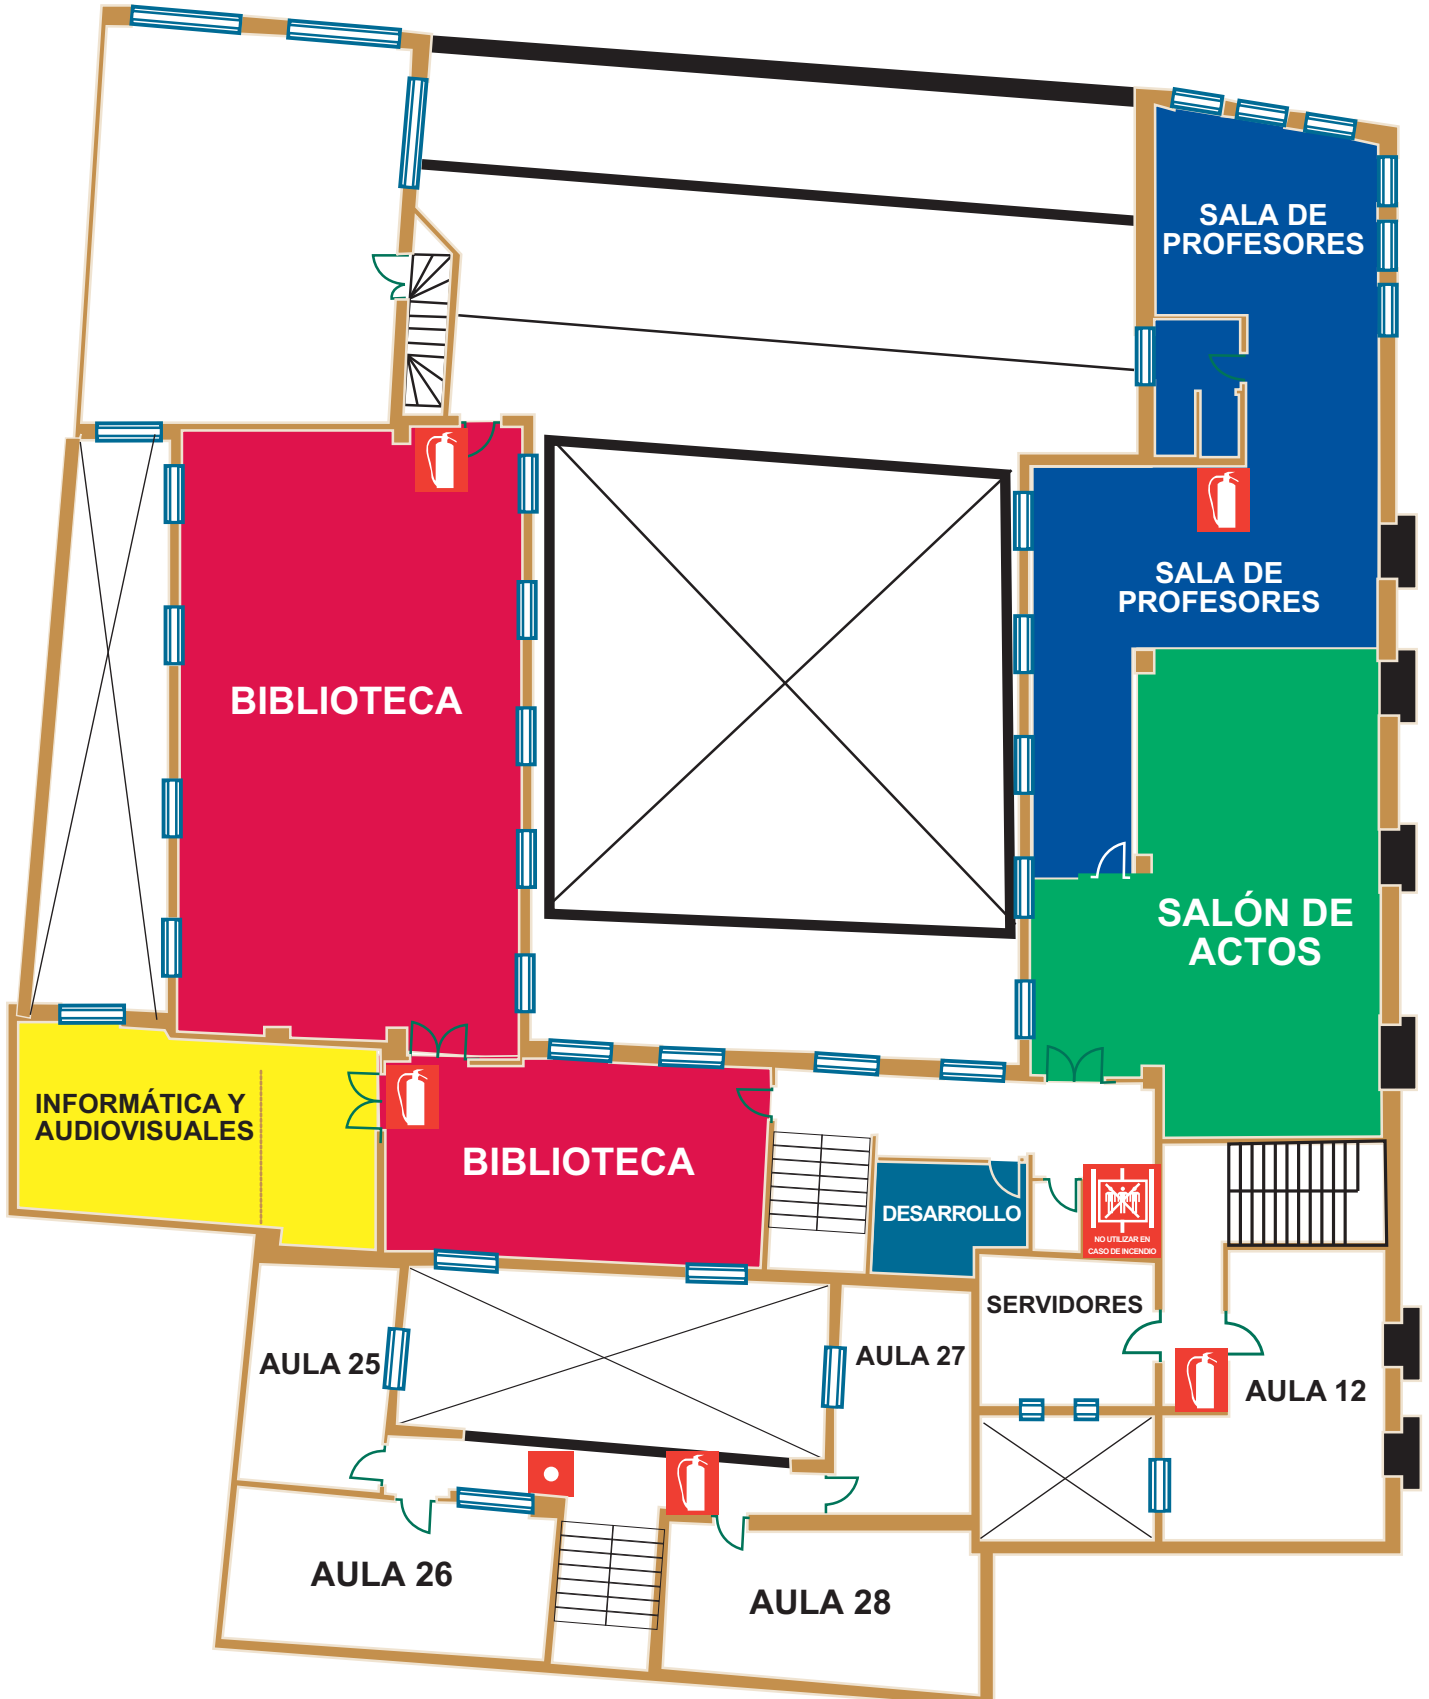 SALA DE
PROFESORES
SALA DE
PROFESORES
BIBLIOTECA
SALÓN DE
ACTOS
INFORMÁTICA Y
AUDIOVISUALES
BIBLIOTECA
DESARROLLO
NO UTILIZAR EN
CASO DE INCENDIO
SERVIDORES
AULA 25
AULA 27
AULA 12
AULA 26
AULA 28